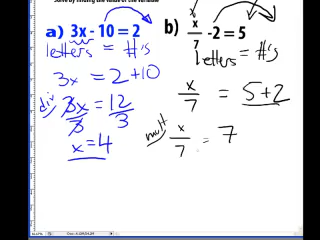 Solve by finding the value of the variable
a) 3x - 10 = 2
letters = #'s
3x = 2+10
div 3x/3 = 12/3
x = 4
b) x/7 - 2 = 5
letters = #'s
x/7 = 5+2
mult x/7 = 7